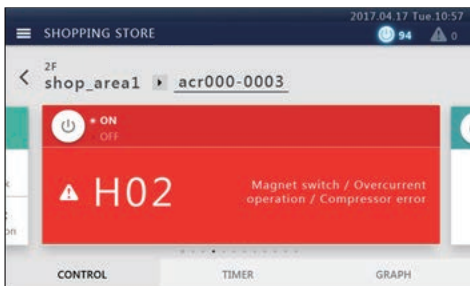 2017.04.17 Tue.10:57
SHOPPING STORE
94
0
2F
shop_area1
acr000-0003
ON
OFF
H02
Magnet switch / Overcurrent
operation / Compressor error
k
on
CONTROL
TIMER
GRAPH